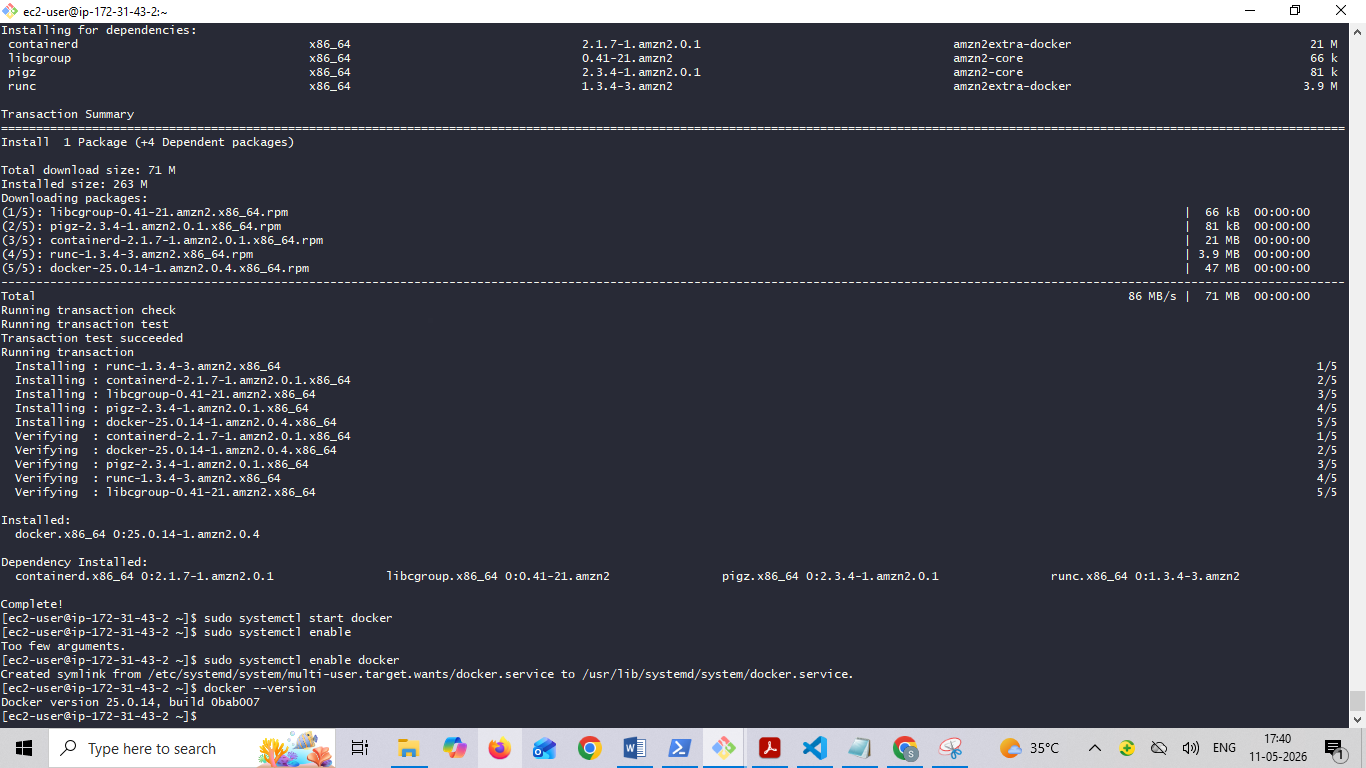 ec2-user@ip-172-31-43-2:~
Installing for dependencies:
containerd x86_64 2.1.7-1.amzn2.0.1 amzn2extra-docker 21 M
libcgroup x86_64 0.41-21.amzn2 amzn2-core 66 k
pigz x86_64 2.3.4-1.amzn2.0.1 amzn2-core 81 k
runc x86_64 1.3.4-3.amzn2 amzn2extra-docker 3.9 M
Transaction Summary
Install 1 Package (+4 Dependent packages)
Total download size: 71 M
Installed size: 263 M
Downloading packages:
(1/5): libcgroup-0.41-21.amzn2.x86_64.rpm | 66 kB 00:00:00
(2/5): pigz-2.3.4-1.amzn2.0.1.x86_64.rpm | 81 kB 00:00:00
(3/5): containerd-2.1.7-1.amzn2.0.1.x86_64.rpm | 21 MB 00:00:00
(4/5): runc-1.3.4-3.amzn2.x86_64.rpm | 3.9 MB 00:00:00
(5/5): docker-25.0.14-1.amzn2.0.4.x86_64.rpm | 47 MB 00:00:00
Total 86 MB/s | 71 MB 00:00:00
Running transaction check
Running transaction test
Transaction test succeeded
Running transaction
Installing : runc-1.3.4-3.amzn2.x86_64 1/5
Installing : containerd-2.1.7-1.amzn2.0.1.x86_64 2/5
Installing : libcgroup-0.41-21.amzn2.x86_64 3/5
Installing : pigz-2.3.4-1.amzn2.0.1.x86_64 4/5
Installing : docker-25.0.14-1.amzn2.0.4.x86_64 5/5
Verifying : containerd-2.1.7-1.amzn2.0.1.x86_64 1/5
Verifying : docker-25.0.14-1.amzn2.0.4.x86_64 2/5
Verifying : pigz-2.3.4-1.amzn2.0.1.x86_64 3/5
Verifying : runc-1.3.4-3.amzn2.x86_64 4/5
Verifying : libcgroup-0.41-21.amzn2.x86_64 5/5
Installed:
docker.x86_64 0:25.0.14-1.amzn2.0.4
Dependency Installed:
containerd.x86_64 0:2.1.7-1.amzn2.0.1 libcgroup.x86_64 0:0.41-21.amzn2 pigz.x86_64 0:2.3.4-1.amzn2.0.1 runc.x86_64 0:1.3.4-3.amzn2
Complete!
[ec2-user@ip-172-31-43-2 ~]$ sudo systemctl start docker
[ec2-user@ip-172-31-43-2 ~]$ sudo systemctl enable
Too few arguments.
[ec2-user@ip-172-31-43-2 ~]$ sudo systemctl enable docker
Created symlink from /etc/systemd/system/multi-user.target.wants/docker.service to /usr/lib/systemd/system/docker.service.
[ec2-user@ip-172-31-43-2 ~]$ docker --version
Docker version 25.0.14, build 0bab007
[ec2-user@ip-172-31-43-2 ~]$
Type here to search
35°C
ENG
17:40
11-05-2026
1